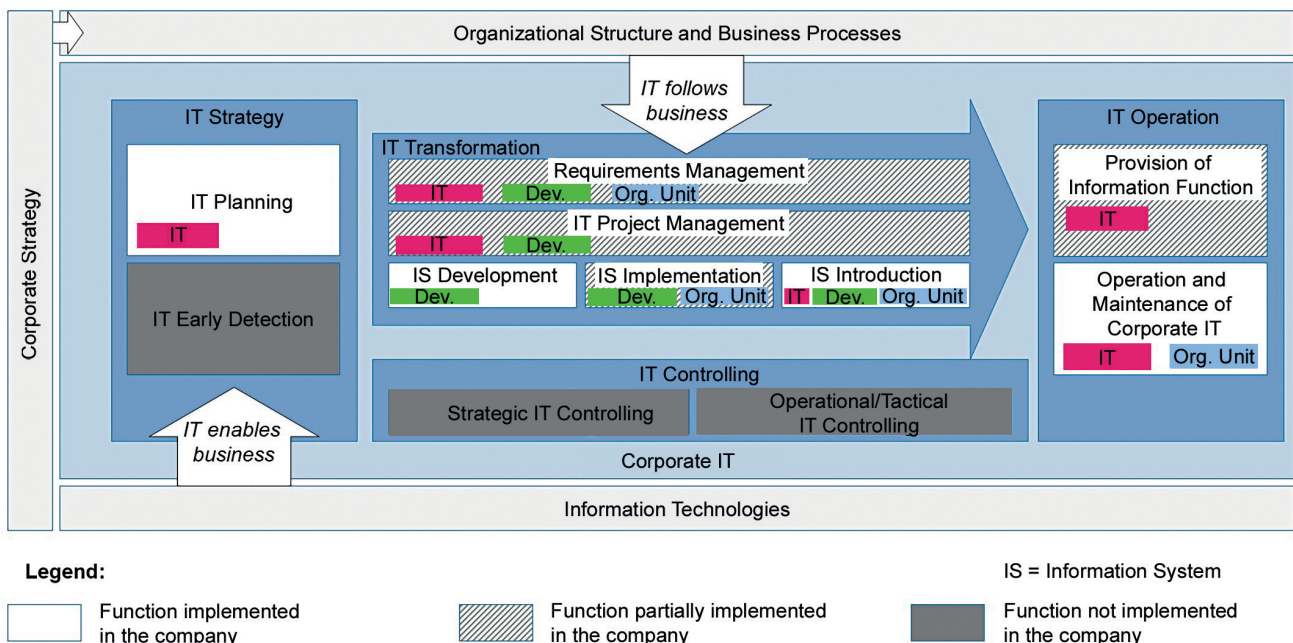 Organizational Structure and Business Processes
Corporate Strategy
IT follows
business
IT Strategy
IT Planning
IT
IT Early Detection
IT enables
business
IT Transformation
Requirements Management
IT
Dev.
Org. Unit
IT Project Management
IT
Dev.
IS Development
Dev.
IS Implementation
Dev.
Org. Unit
IS Introduction
IT
Dev.
Org. Unit
IT Controlling
Strategic IT Controlling
Operational/Tactical
IT Controlling
IT Operation
Provision of
Information Function
IT
Operation and
Maintenance of
Corporate IT
IT
Org. Unit
Corporate IT
Information Technologies
Legend:
IS = Information System
Function implemented
in the company
Function partially implemented
in the company
Function not implemented
in the company